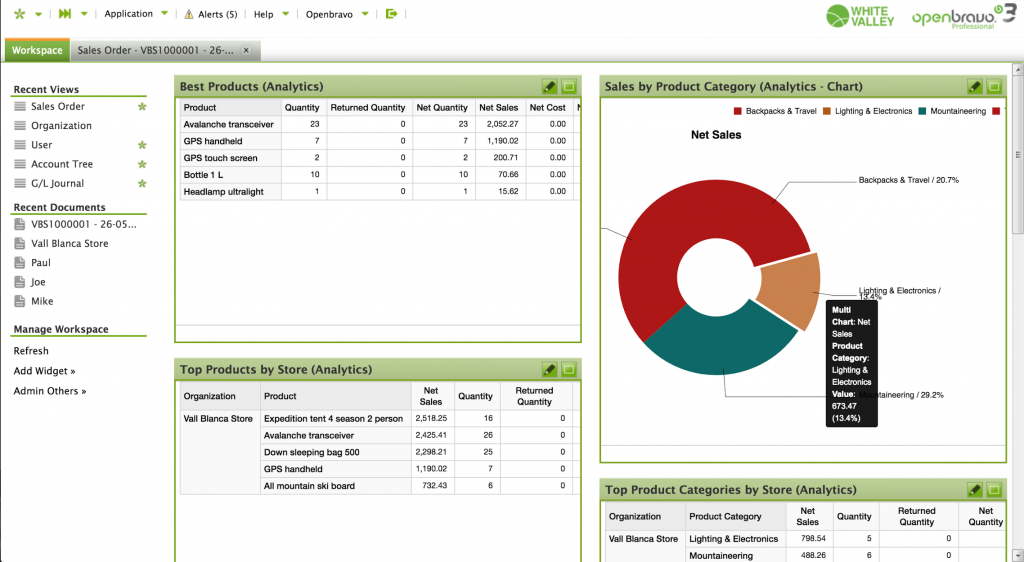 Application
Alerts (5)
Help
Openbravo
WHITE VALLEY
openbravo 3
Professional
Workspace
Sales Order - VBS1000001 - 26-... ×
Recent Views
Sales Order
Organization
User
Account Tree
G/L Journal
Recent Documents
VBS1000001 - 26-05...
Vall Blanca Store
Paul
Joe
Mike
Manage Workspace
Refresh
Add Widget »
Admin Others »
Best Products (Analytics)
Product Quantity Returned Quantity Net Quantity Net Sales Net Cost N
Avalanche transceiver 23 0 23 2,052.27 0.00
GPS handheld 7 0 7 1,190.02 0.00
GPS touch screen 2 0 2 200.71 0.00
Bottle 1 L 10 0 10 70.66 0.00
Headlamp ultralight 1 0 1 15.62 0.00
Top Products by Store (Analytics)
Organization Product Net Sales Quantity Returned Quantity
Vall Blanca Store Expedition tent 4 season 2 person 2,518.25 16 0
Avalanche transceiver 2,425.41 26 0
Down sleeping bag 500 2,298.21 25 0
GPS handheld 1,190.02 7 0
All mountain ski board 732.43 6 0
Sales by Product Category (Analytics - Chart)
Backpacks & Travel Lighting & Electronics Mountaineering
Net Sales
Backpacks & Travel / 20.7%
Lighting & Electronics /
13.4%
Multi
Chart: Net
Sales
Product
Category:
Lighting &
Electronics
Value:
673.47
(13.4%)
Mountaineering / 29.2%
Top Product Categories by Store (Analytics)
Organization Product Category Net Sales Quantity Returned Quantity Net Quantity
Vall Blanca Store Lighting & Electronics 798.54 5 0
Mountaineering 488.26 6 0